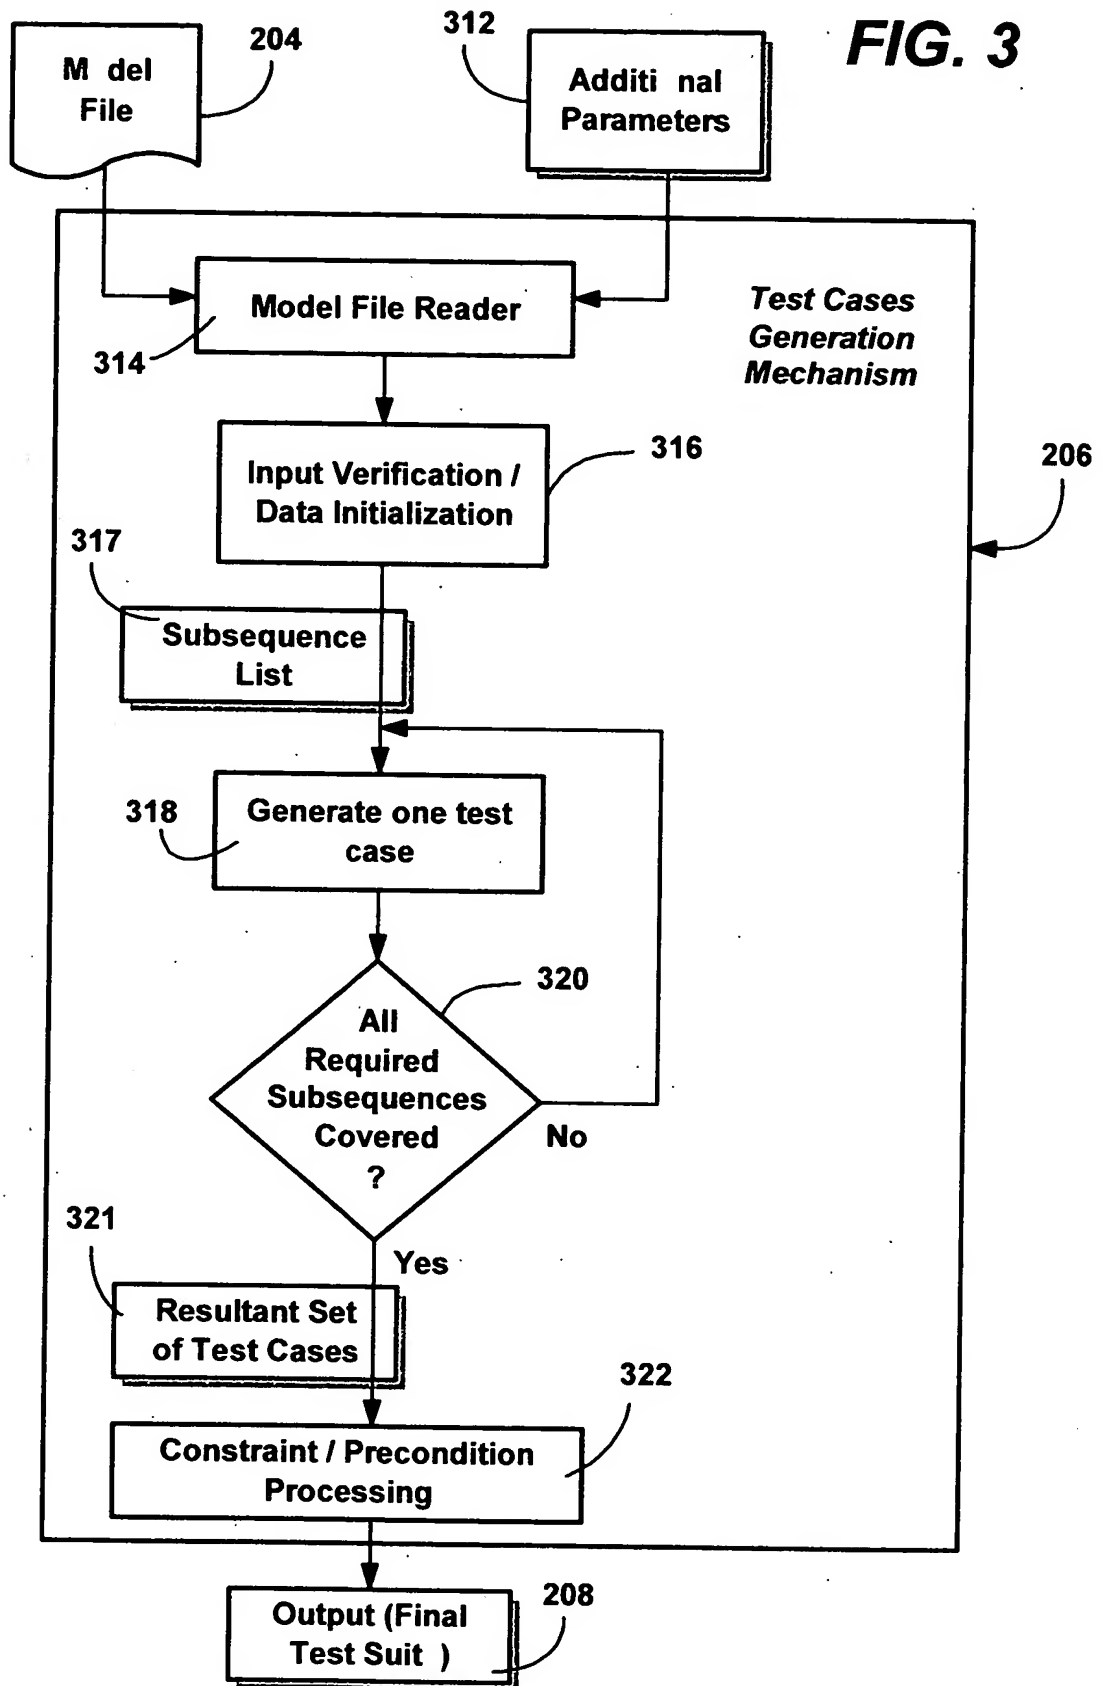 FIG. 3
204
M del
File
312
Additi nal
Parameters
Model File Reader
314
Test Cases
Generation
Mechanism
Input Verification /
Data Initialization
316
206
317
Subsequence
List
Generate one test
case
318
320
All
Required
Subsequences
Covered
?
No
Yes
321
Resultant Set
of Test Cases
322
Constraint / Precondition
Processing
Output (Final
Test Suit )
208